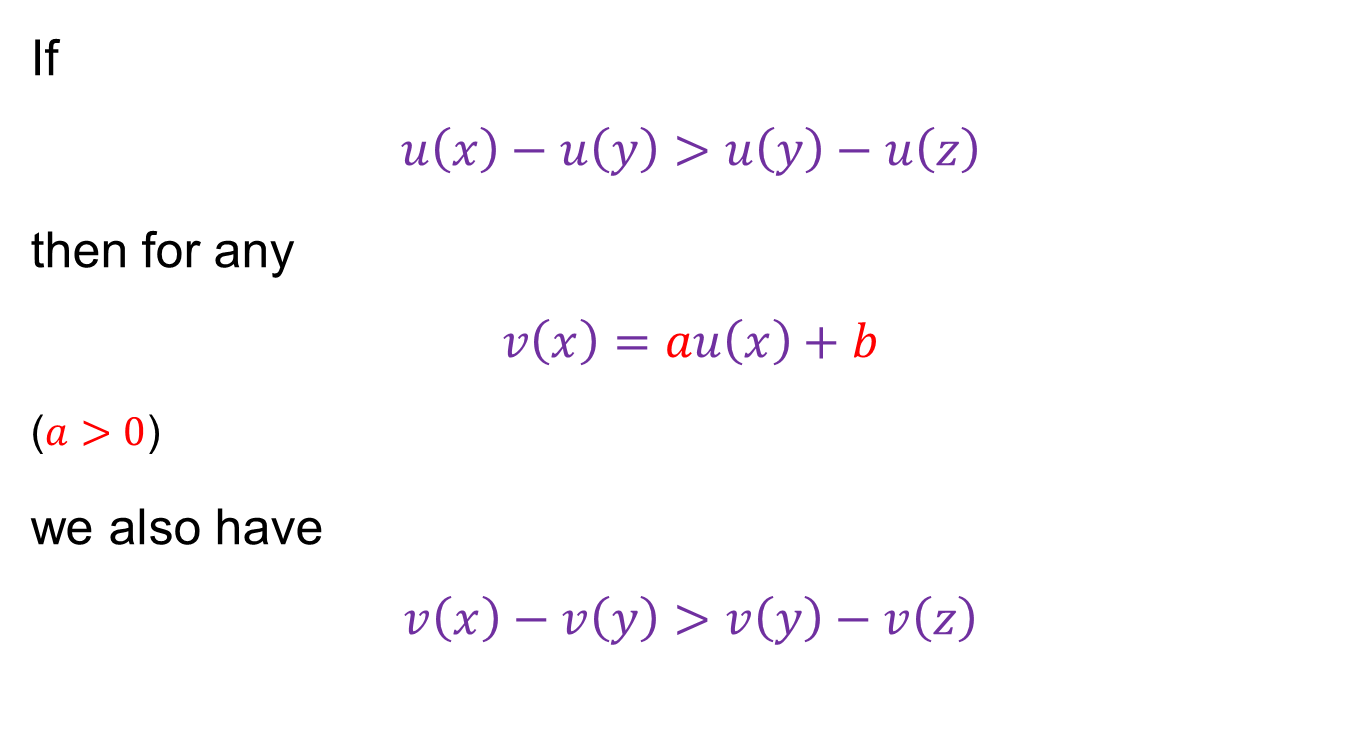 If
u(x) − u(y) > u(y) − u(z)
then for any
v(x) = au(x) + b
(a > 0)
we also have
v(x) − v(y) > v(y) − v(z)